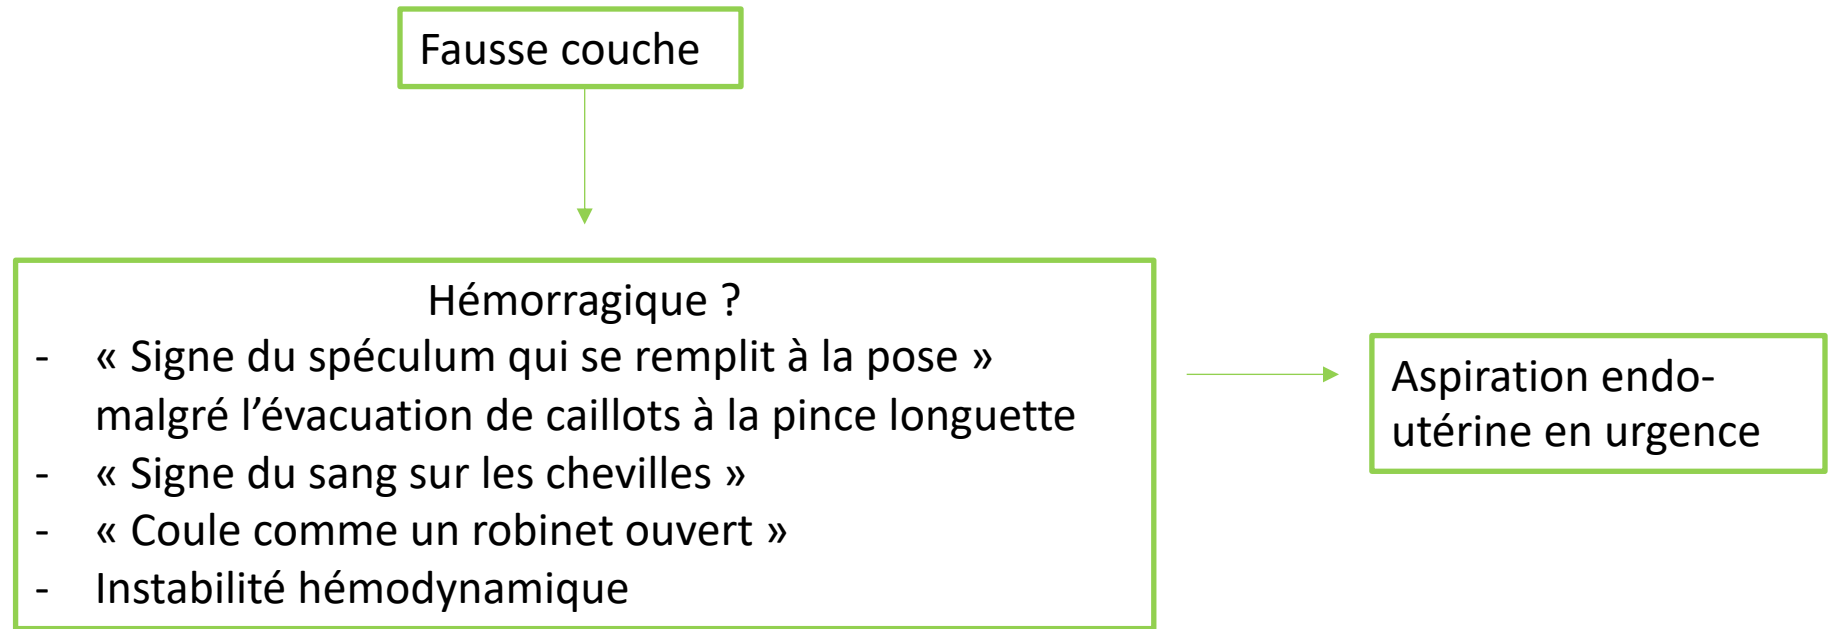 Fausse couche
Hémorragique ?
- « Signe du spéculum qui se remplit à la pose »
malgré l’évacuation de caillots à la pince longuette
- « Signe du sang sur les chevilles »
- « Coule comme un robinet ouvert »
- Instabilité hémodynamique
Aspiration endo-
utérine en urgence